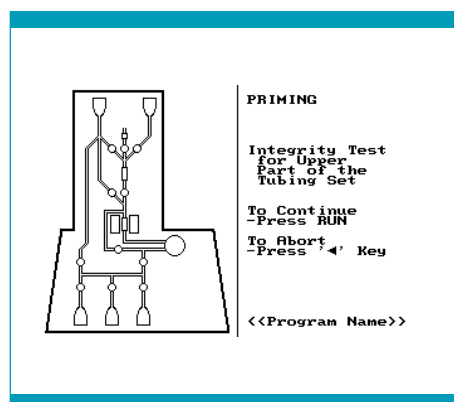 PRIMING
Integrity Test
for Upper
Part of the
Tubing Set
To Continue
-Press RUN
To Abort
-Press '◄' Key
<<Program Name>>